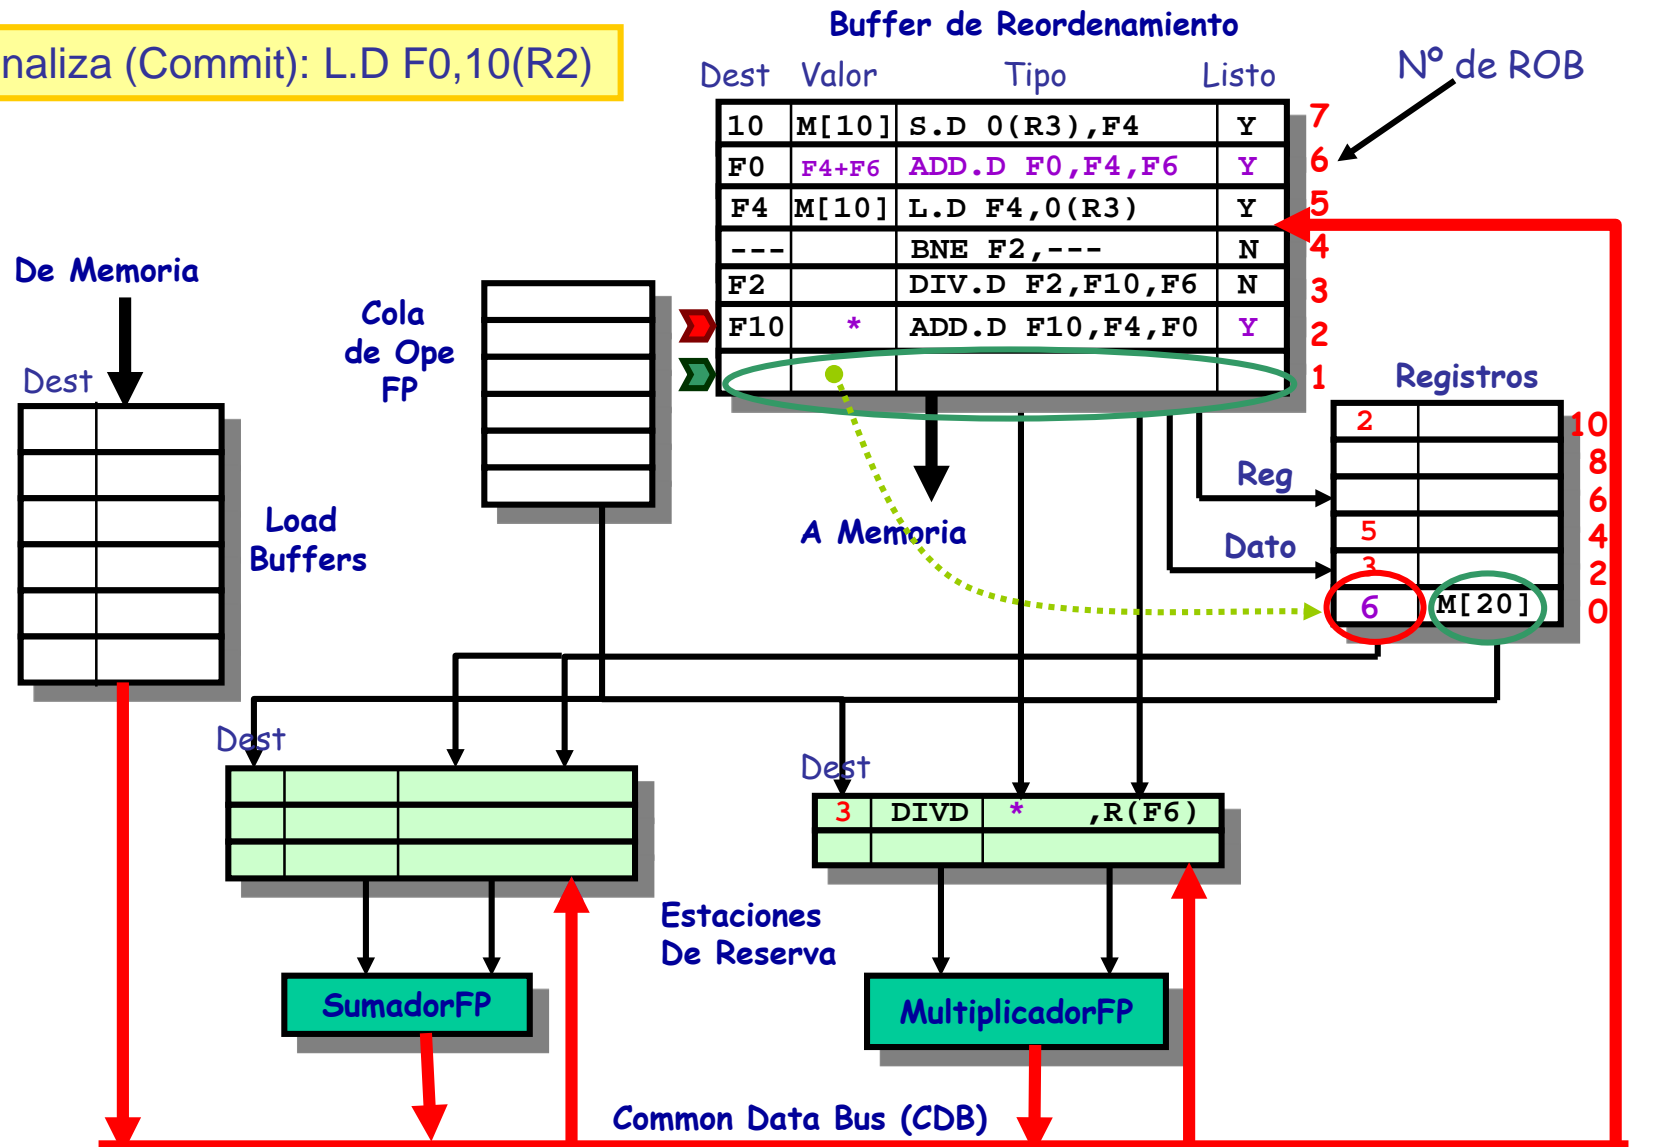 Buffer de Reordenamiento
naliza (Commit): L.D F0,10(R2)
Dest Valor Tipo Listo
Nº de ROB
10 M[10] S.D 0(R3),F4 Y 7
F0 F4+F6 ADD.D F0,F4,F6 Y 6
F4 M[10] L.D F4,0(R3) Y 5
--- BNE F2,--- N 4
F2 DIV.D F2,F10,F6 N 3
F10 * ADD.D F10,F4,F0 Y 2
1
De Memoria
Dest
Load
Buffers
Cola
de Ope
FP
A Memoria
Registros
2 10
8
6
5 4
3 2
6 M[20] 0
Reg
Dato
Dest
Dest
3 DIVD * ,R(F6)
Estaciones
De Reserva
SumadorFP
MultiplicadorFP
Common Data Bus (CDB)